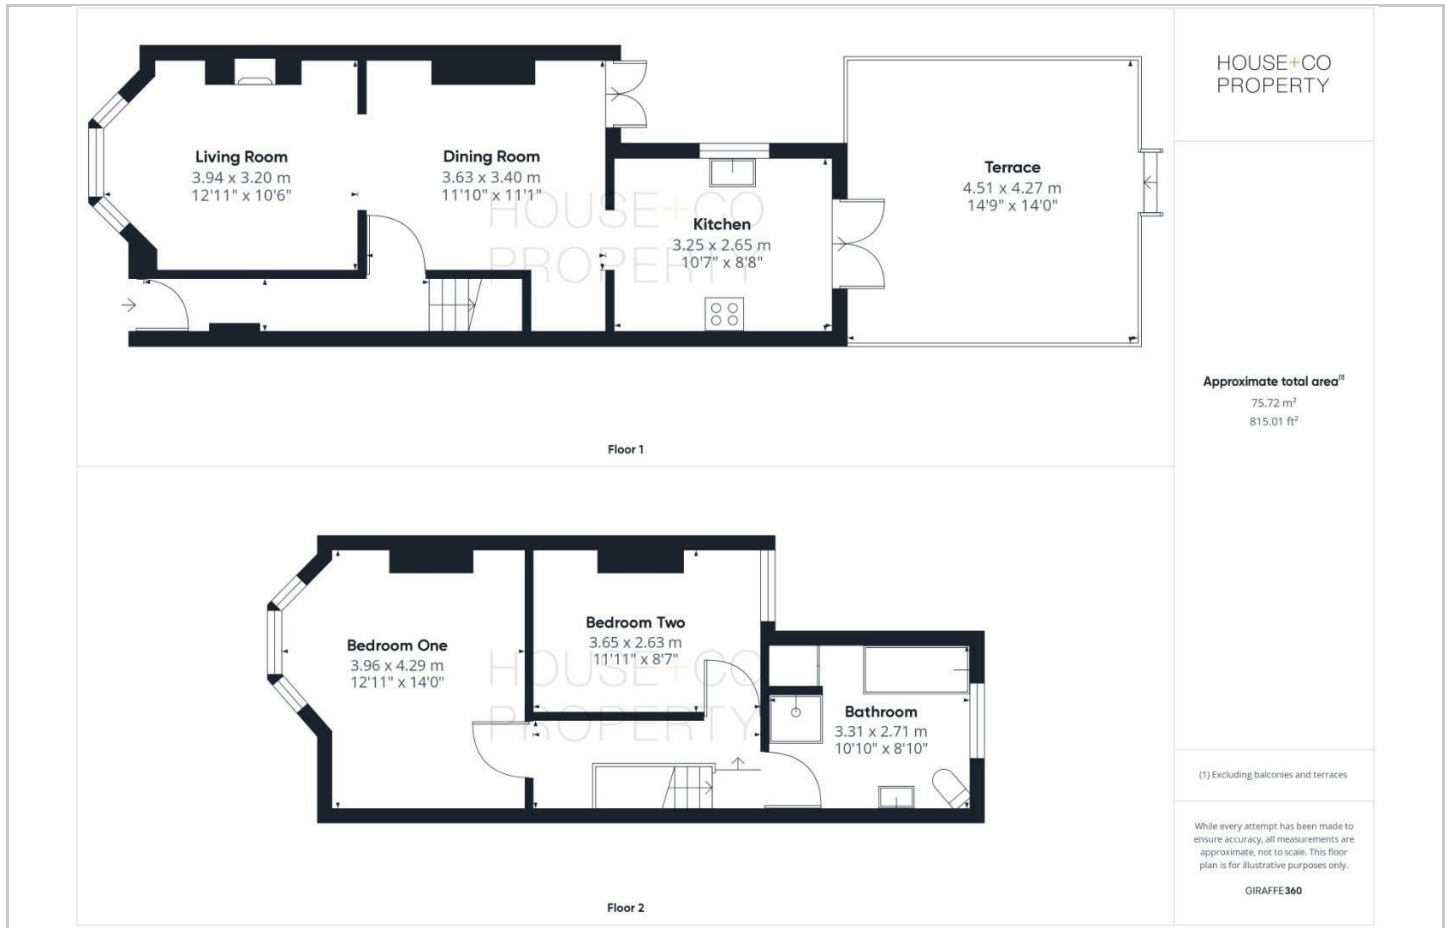 HOUSE+CO
PROPERTY
Living Room
3.94 x 3.20 m
12'11" x 10'6"
Dining Room
3.63 x 3.40 m
11'10" x 11'1"
Kitchen
3.25 x 2.65 m
10'7" x 8'8"
Terrace
4.51 x 4.27 m
14'9" x 14'0"
HOUSE+CO
PROPERTY
Floor 1
Approximate total area(1)
75.72 m²
815.01 ft²
Bedroom One
3.96 x 4.29 m
12'11" x 14'0"
Bedroom Two
3.65 x 2.63 m
11'11" x 8'7"
Bathroom
3.31 x 2.71 m
10'10" x 8'10"
HOUSE+CO
PROPERTY
Floor 2
(1) Excluding balconies and terraces
While every attempt has been made to
ensure accuracy, all measurements are
approximate, not to scale. This floor
plan is for illustrative purposes only.
GIRAFFE360